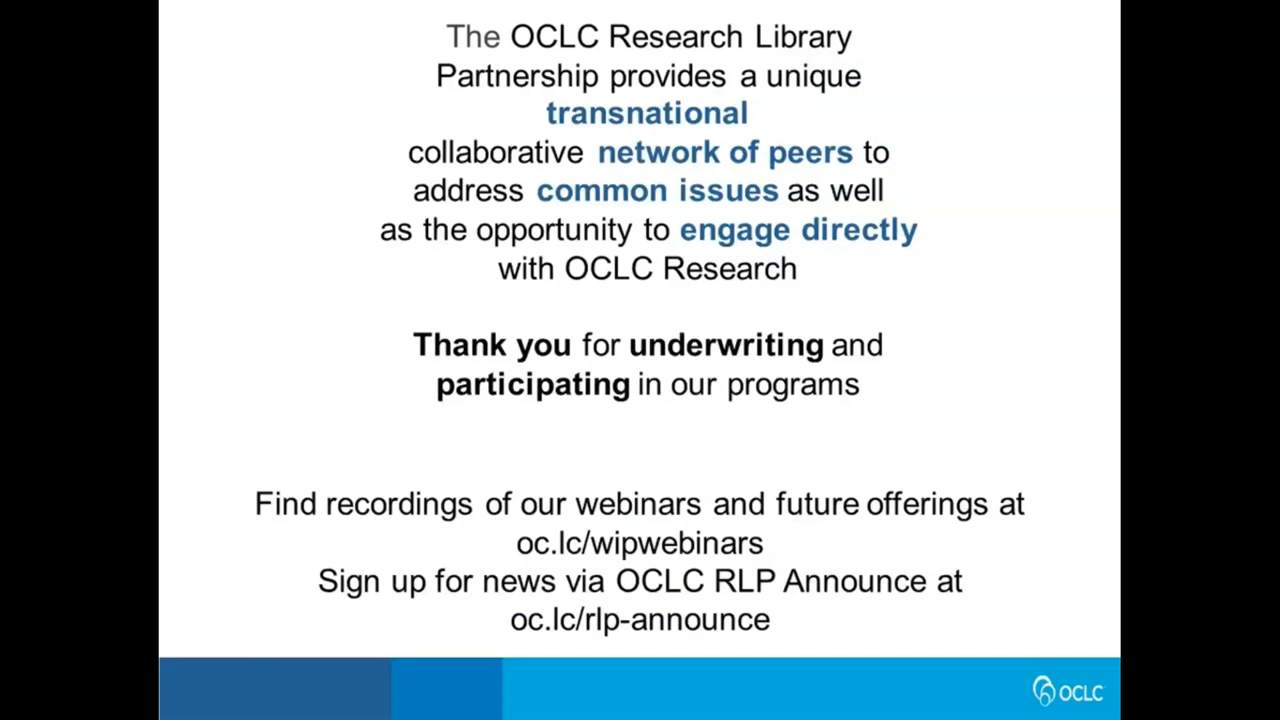 The OCLC Research Library
Partnership provides a unique
transnational
collaborative network of peers to
address common issues as well
as the opportunity to engage directly
with OCLC Research
Thank you for underwriting and
participating in our programs
Find recordings of our webinars and future offerings at
oc.lc/wipwebinars
Sign up for news via OCLC RLP Announce at
oc.lc/rlp-announce
OCLC